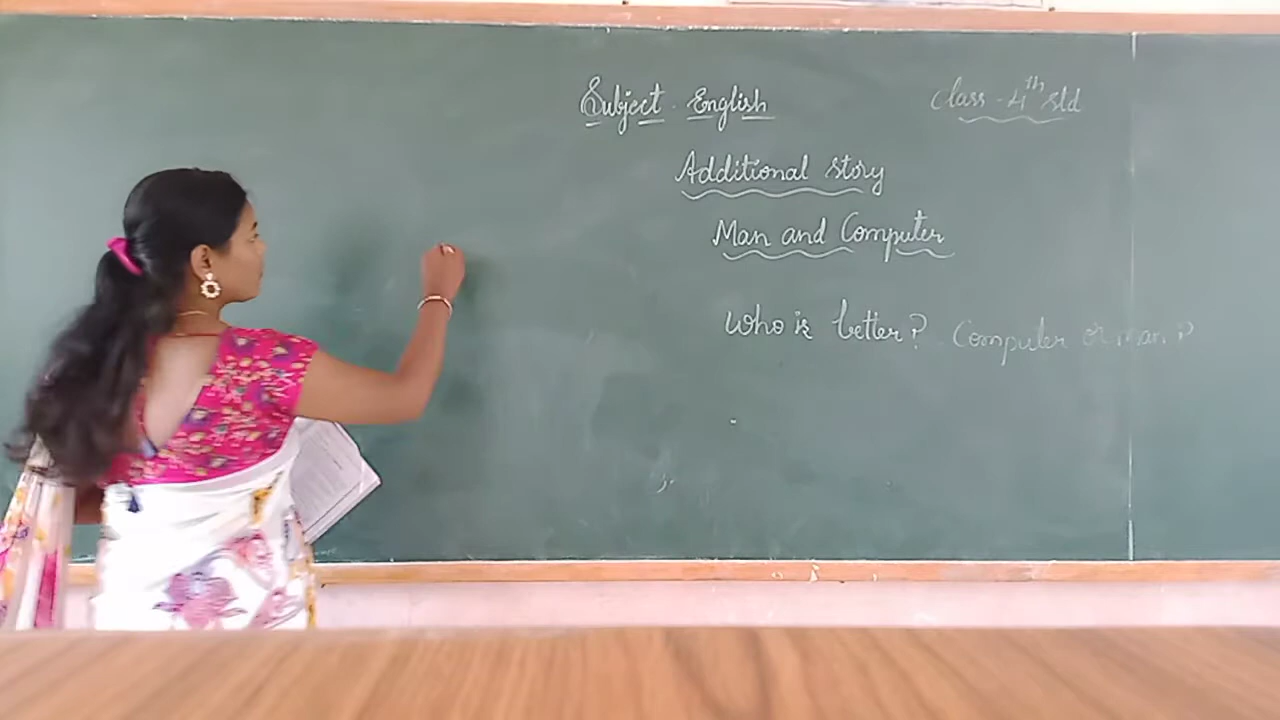 Subject - English
Class - 4th std
Additional story
Man and Computer
Who is better? Computer or man?